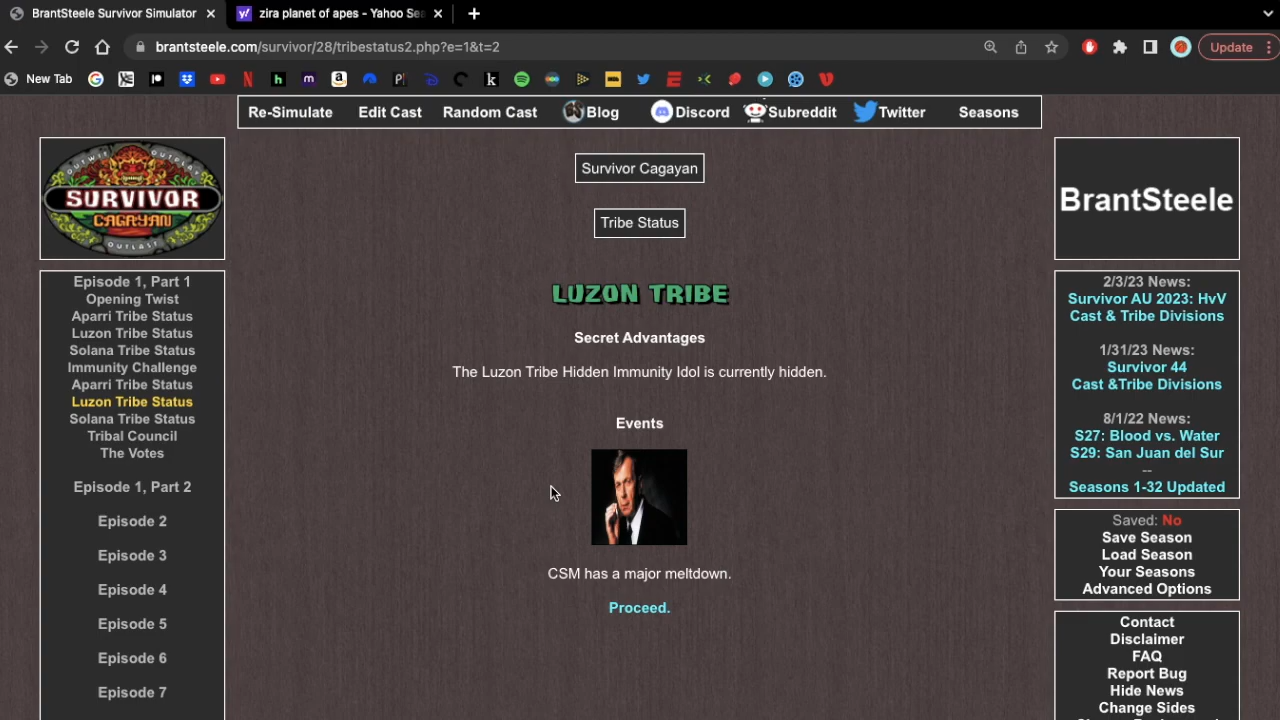 BrantSteele Survivor Simulator
zira planet of apes - Yahoo Sea
brantsteele.com/survivor/28/tribestatus2.php?e=1&t=2
Update
New Tab
Re-Simulate Edit Cast Random Cast Blog Discord Subreddit Twitter Seasons
OUTWIT OUTPLAY
SURVIVOR
CAGAYAN
OUTLAST
Episode 1, Part 1
Opening Twist
Aparri Tribe Status
Luzon Tribe Status
Solana Tribe Status
Immunity Challenge
Aparri Tribe Status
Luzon Tribe Status
Solana Tribe Status
Tribal Council
The Votes
Episode 1, Part 2
Episode 2
Episode 3
Episode 4
Episode 5
Episode 6
Episode 7
Survivor Cagayan
Tribe Status
LUZON TRIBE
Secret Advantages
The Luzon Tribe Hidden Immunity Idol is currently hidden.
Events
CSM has a major meltdown.
Proceed.
BrantSteele
2/3/23 News:
Survivor AU 2023: HvV
Cast & Tribe Divisions
1/31/23 News:
Survivor 44
Cast &Tribe Divisions
8/1/22 News:
S27: Blood vs. Water
S29: San Juan del Sur
--
Seasons 1-32 Updated
Saved: No
Save Season
Load Season
Your Seasons
Advanced Options
Contact
Disclaimer
FAQ
Report Bug
Hide News
Change Sides